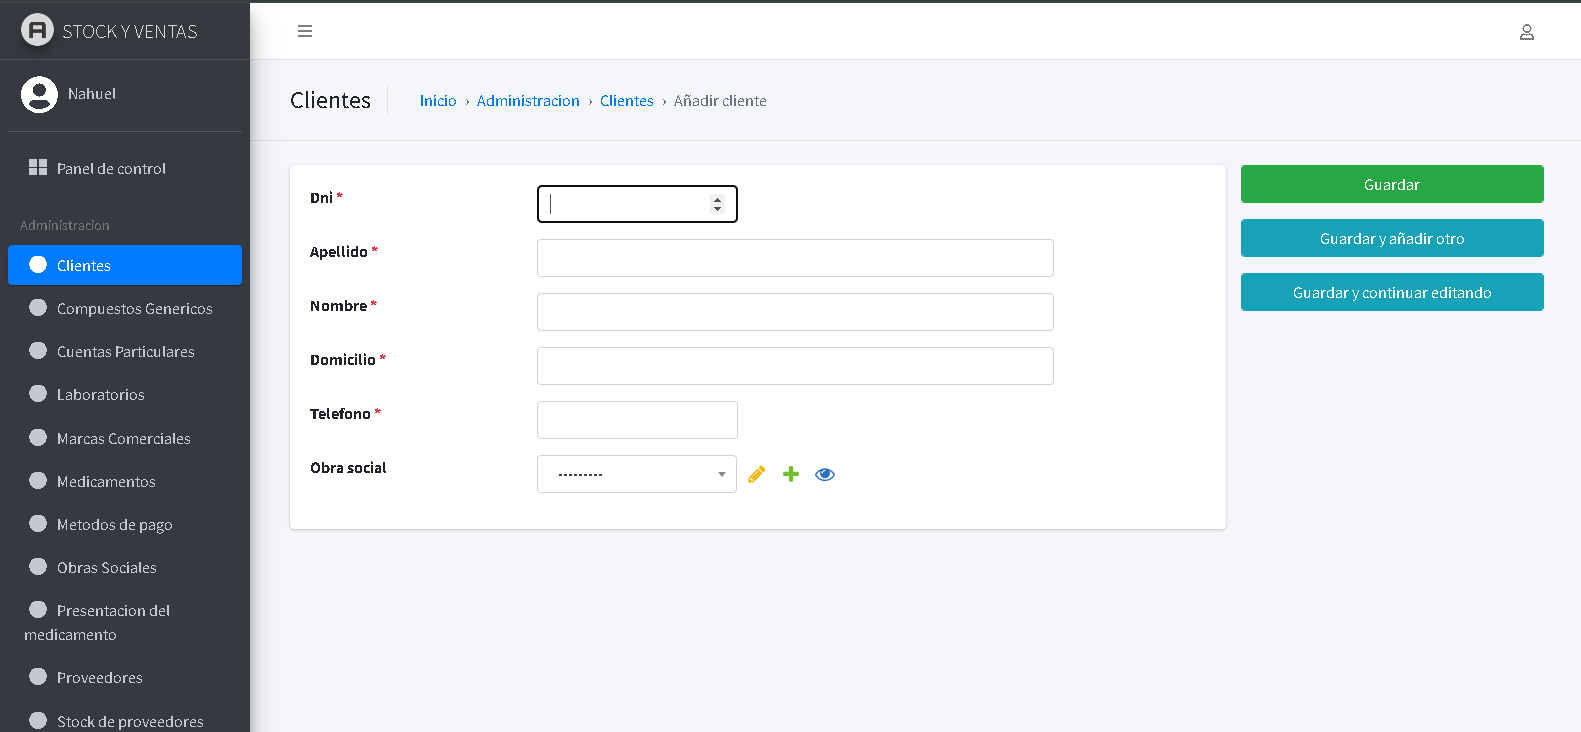 STOCK Y VENTAS
Nahuel
Panel de control
Administracion
Clientes
Compuestos Genericos
Cuentas Particulares
Laboratorios
Marcas Comerciales
Medicamentos
Metodos de pago
Obras Sociales
Presentacion del
medicamento
Proveedores
Stock de proveedores
Clientes
Inicio › Administracion › Clientes › Añadir cliente
Dni *
Apellido *
Nombre *
Domicilio *
Telefono *
Obra social
---------
Guardar
Guardar y añadir otro
Guardar y continuar editando